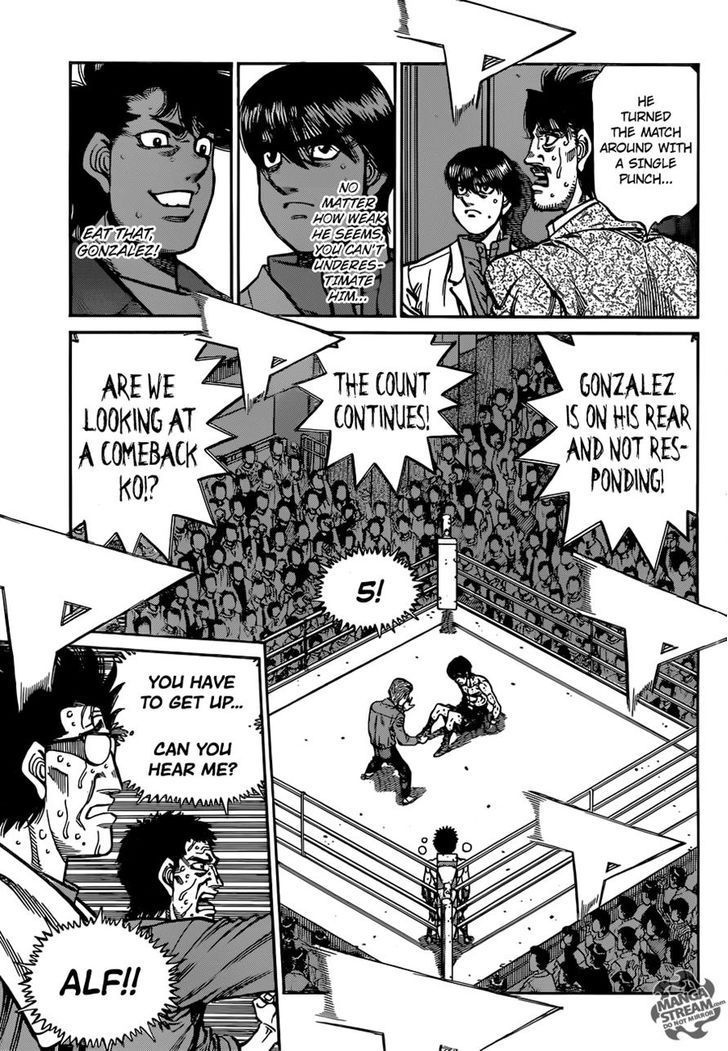 HE
TURNED
THE MATCH
AROUND WITH
A SINGLE
PUNCH...
NO
MATTER
HOW WEAK
HE SEEMS,
YOU CAN'T
UNDERES-
TIMATE
HIM...
EAT THAT,
GONZALEZ!
GONZALEZ
IS ON HIS REAR
AND NOT RES-
PONDING!
THE COUNT
CONTINUES!
ARE WE
LOOKING AT
A COMEBACK
KO!?
5!
YOU HAVE
TO GET UP...
CAN YOU
HEAR ME?
ALF!!
MANGA
STREAM.com
DO NOT MIRROR